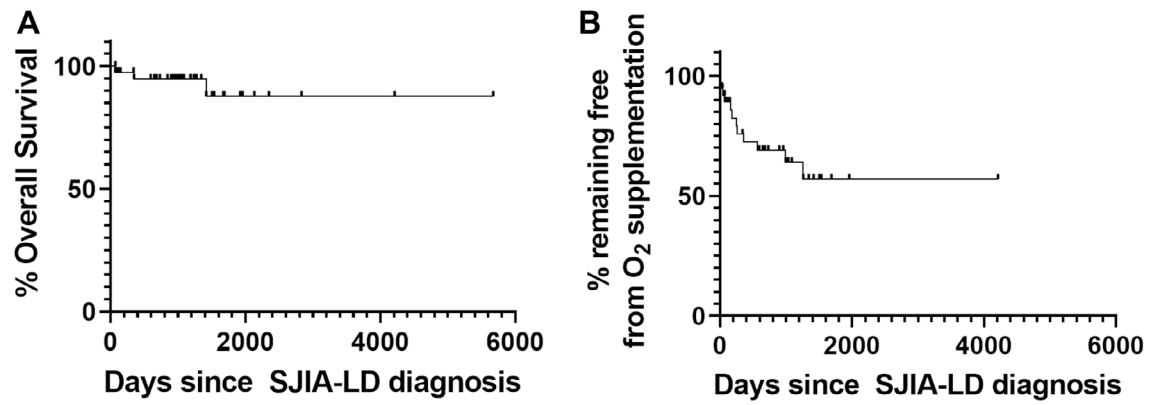 A
% Overall Survival
100
50
0
0 2000 4000 6000
Days since SJIA-LD diagnosis
B
% remaining free
from O₂ supplementation
100
50
0
0 2000 4000 6000
Days since SJIA-LD diagnosis